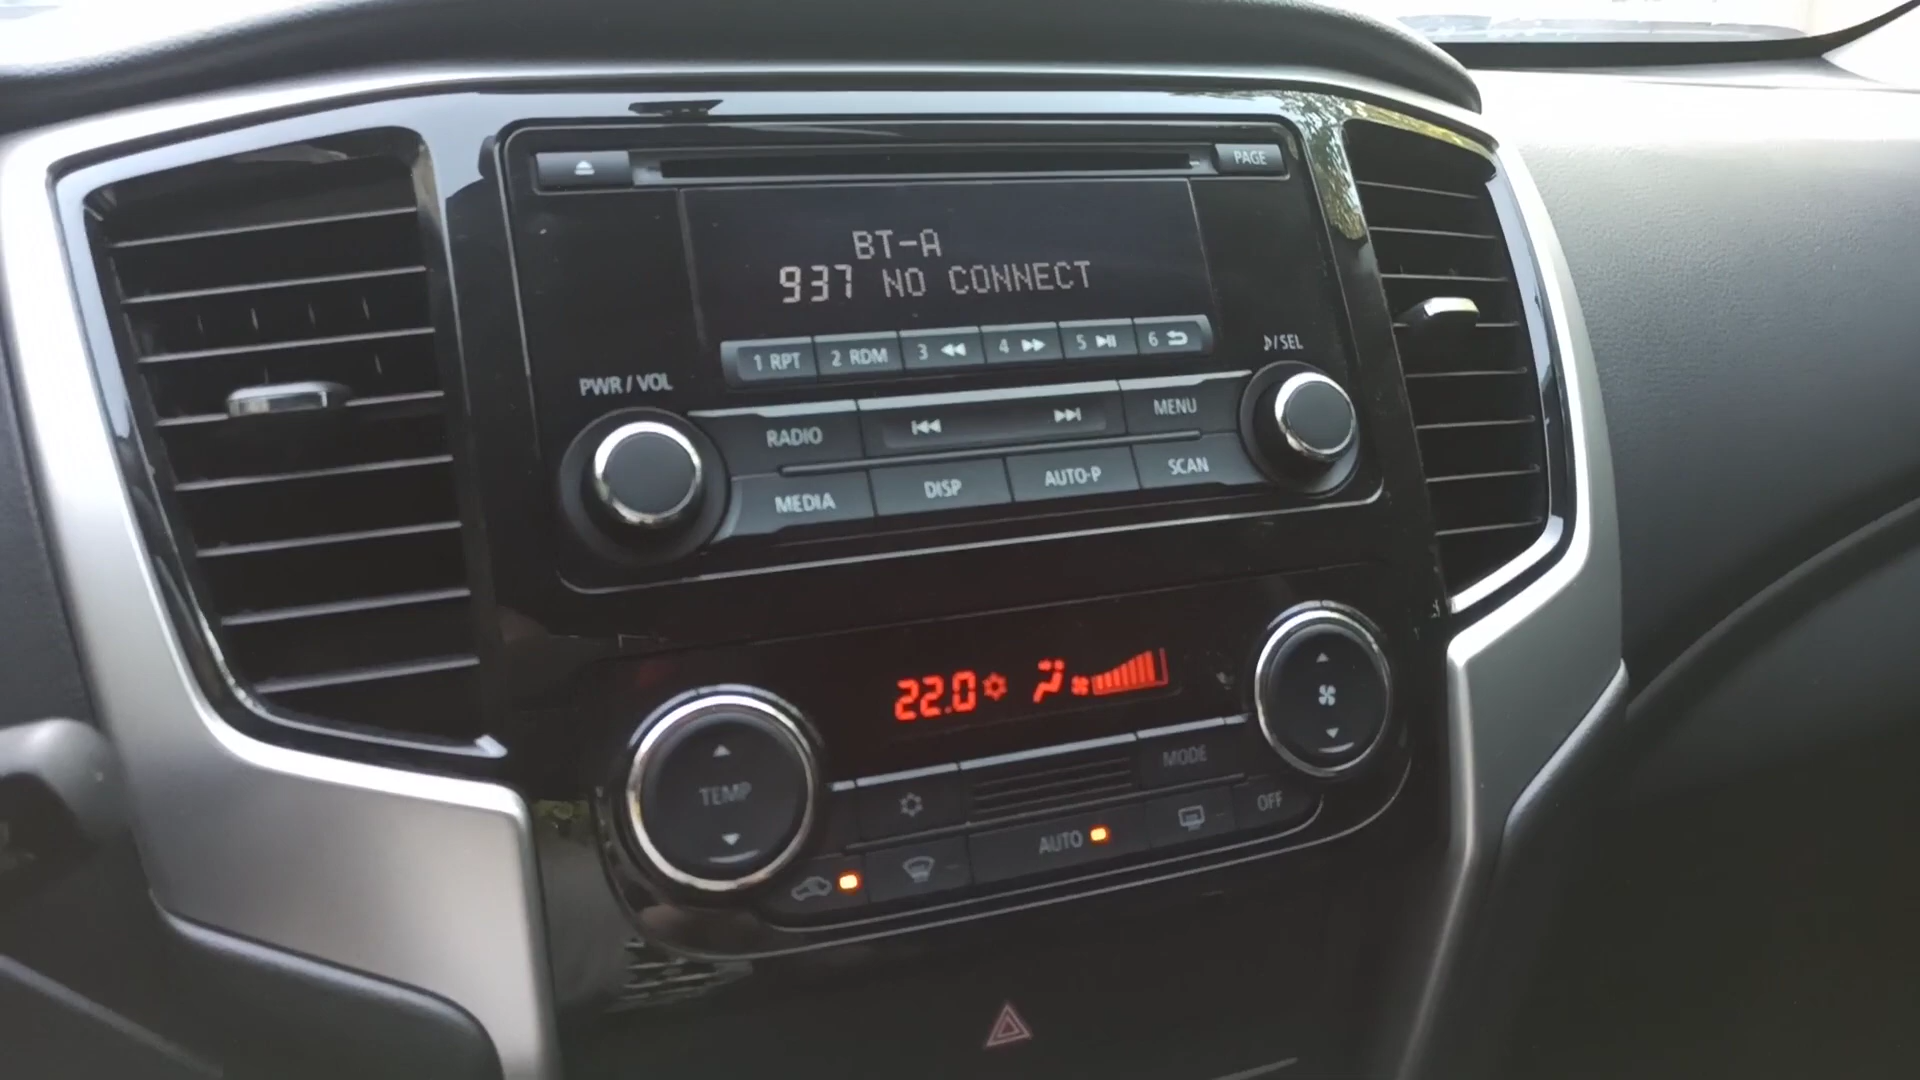 PAGE
BT-A
937 NO CONNECT
1 RPT 2 RDM 3 4 5 6
PWR / VOL
♪/SEL
RADIO
MENU
MEDIA DISP AUTO-P SCAN
22.0
TEMP
MODE
AUTO
OFF